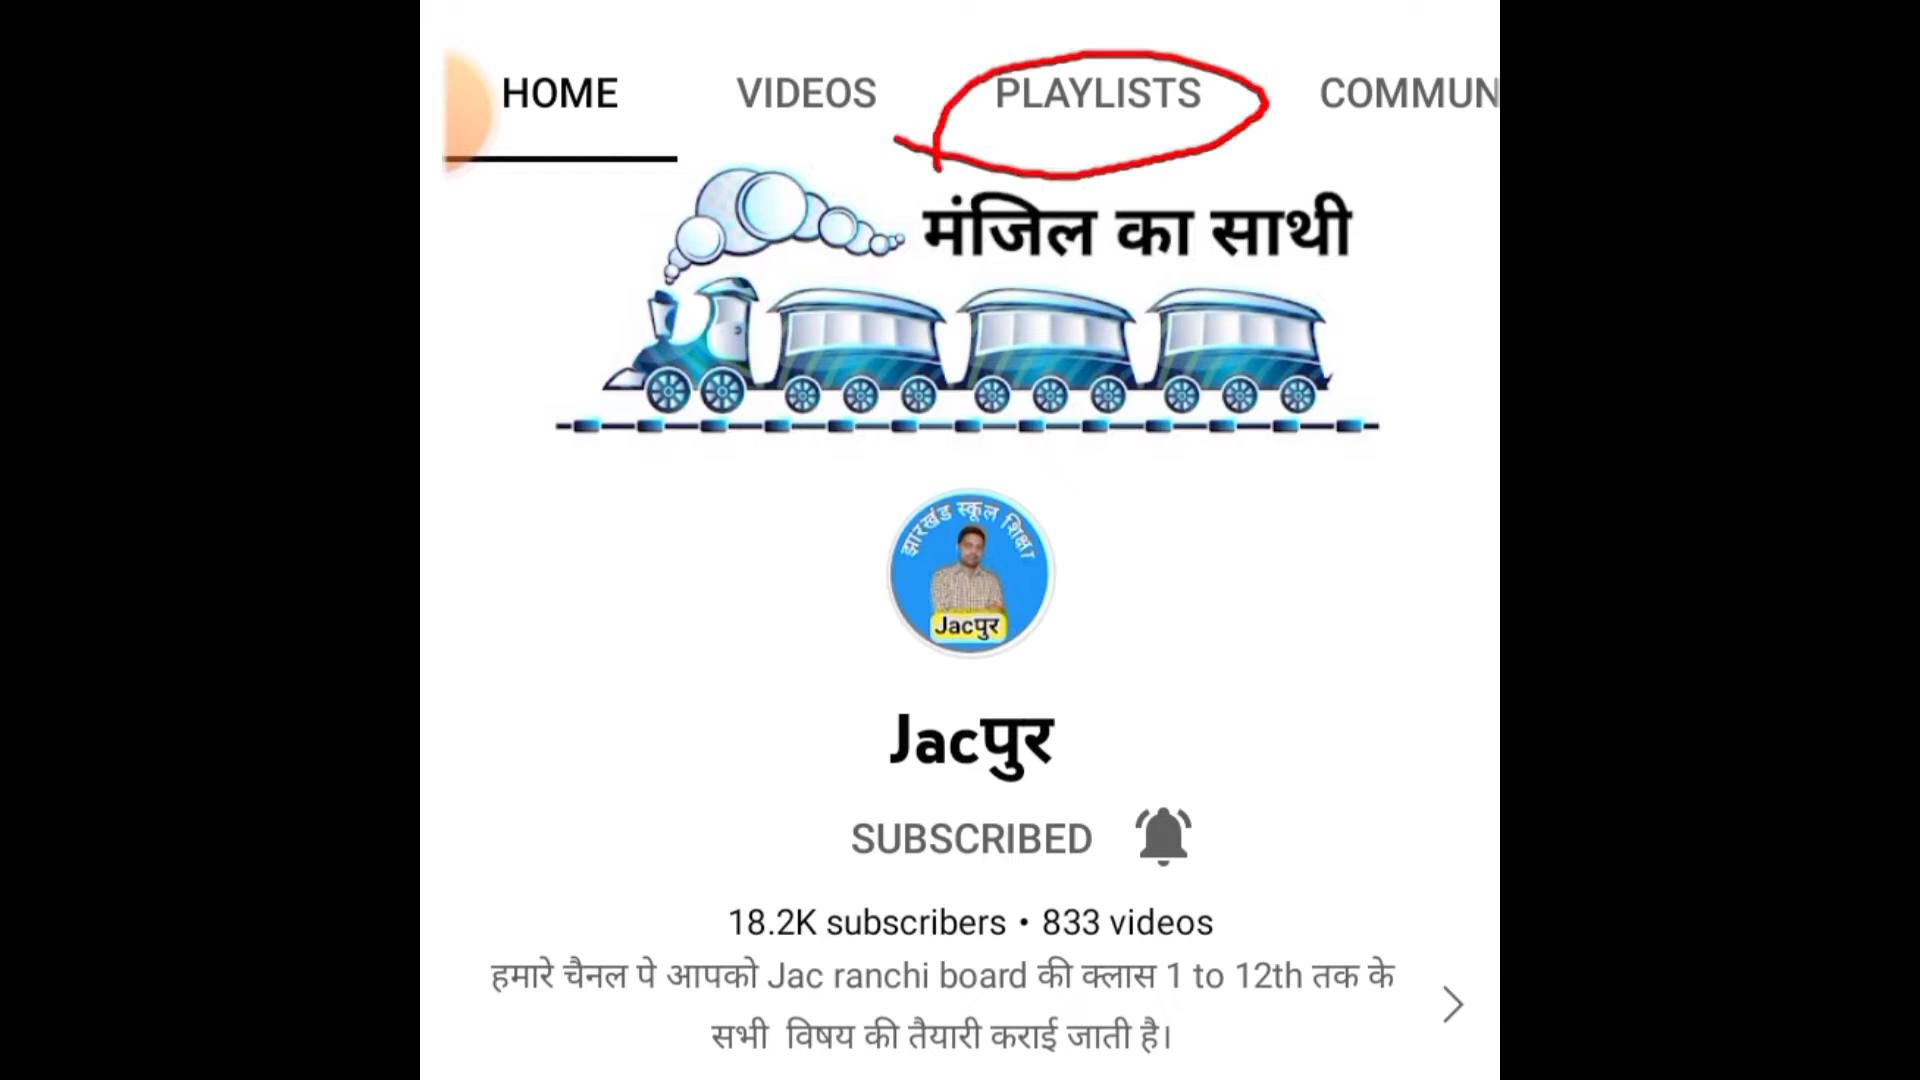 HOME VIDEOS PLAYLISTS COMMUN
मंजिल का साथी
झारखंड स्कूल शिक्षा
Jacपुर
Jacपुर
SUBSCRIBED
18.2K subscribers • 833 videos
हमारे चैनल पे आपको Jac ranchi board की क्लास 1 to 12th तक के
सभी विषय की तैयारी कराई जाती है।